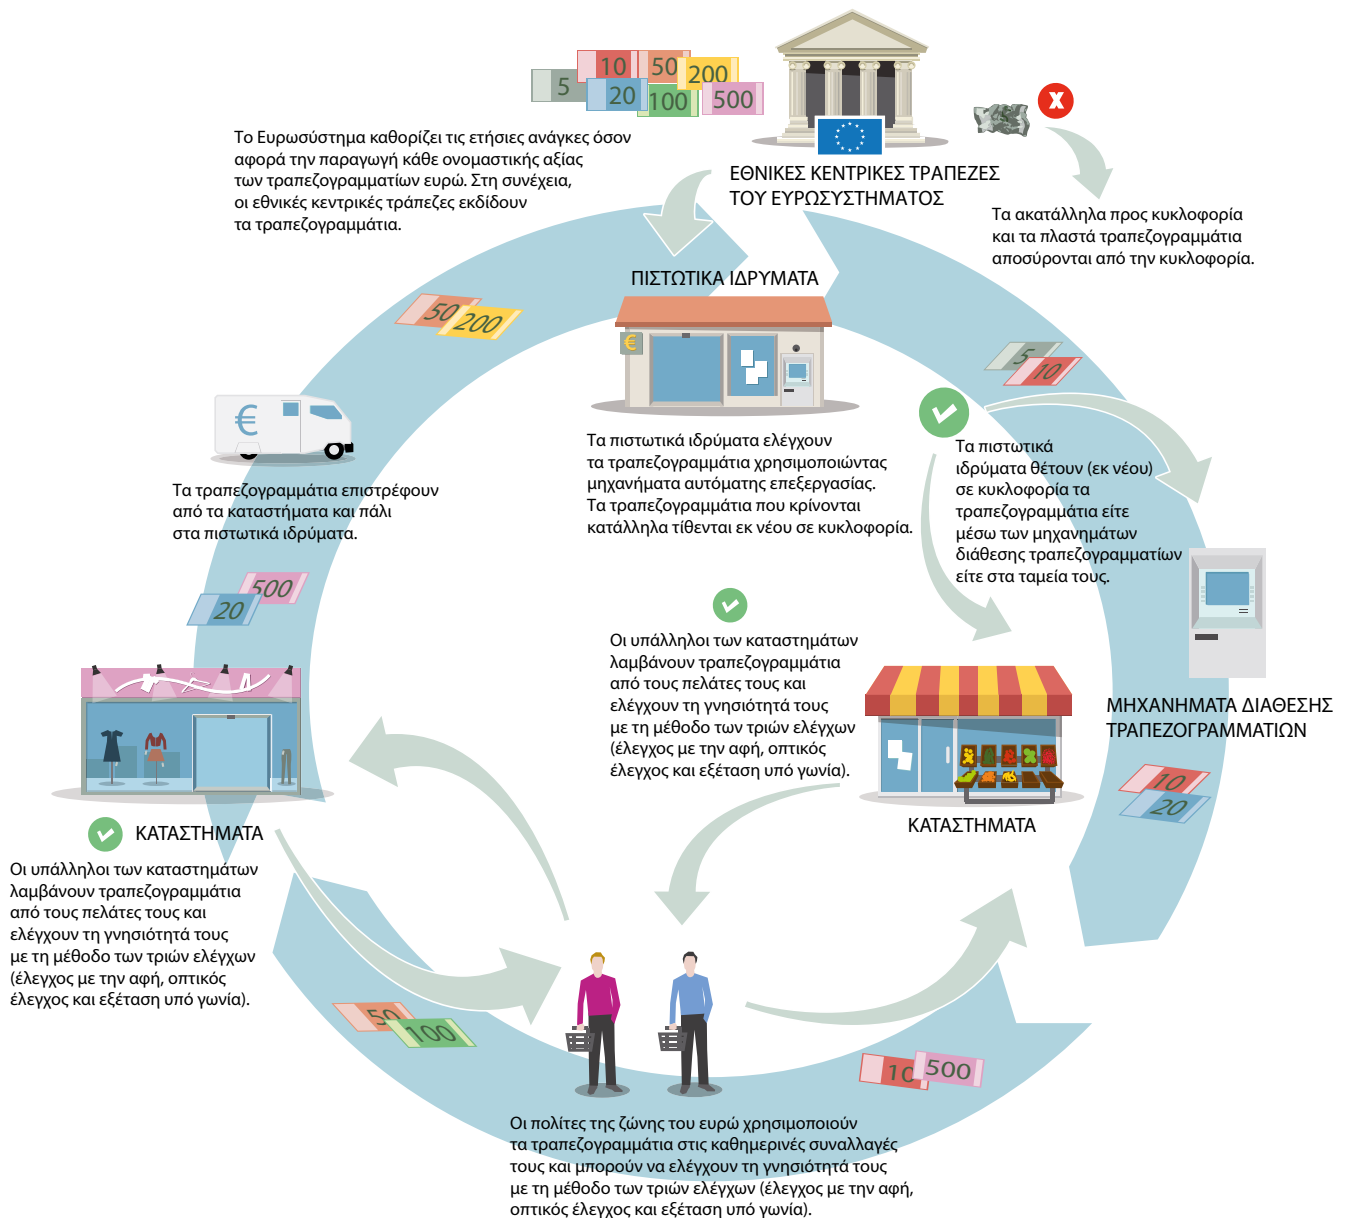 5
10
50
200
20
100
500
X
Το Ευρωσύστημα καθορίζει τις ετήσιες ανάγκες όσον
αφορά την παραγωγή κάθε ονομαστικής αξίας
των τραπεζογραμματίων ευρώ. Στη συνέχεια,
οι εθνικές κεντρικές τράπεζες εκδίδουν
τα τραπεζογραμμάτια.
ΕΘΝΙΚΕΣ ΚΕΝΤΡΙΚΕΣ ΤΡΑΠΕΖΕΣ
ΤΟΥ ΕΥΡΩΣΥΣΤΗΜΑΤΟΣ
Τα ακατάλληλα προς κυκλοφορία
και τα πλαστά τραπεζογραμμάτια
αποσύρονται από την κυκλοφορία.
ΠΙΣΤΩΤΙΚΑ ΙΔΡΥΜΑΤΑ
€
50
200
5
10
€
Τα πιστωτικά ιδρύματα ελέγχουν
τα τραπεζογραμμάτια χρησιμοποιώντας
μηχανήματα αυτόματης επεξεργασίας.
Τα τραπεζογραμμάτια που κρίνονται
κατάλληλα τίθενται εκ νέου σε κυκλοφορία.
Τα πιστωτικά
ιδρύματα θέτουν (εκ νέου)
σε κυκλοφορία τα
τραπεζογραμμάτια είτε
μέσω των μηχανημάτων
διάθεσης τραπεζογραμματίων
είτε στα ταμεία τους.
Τα τραπεζογραμμάτια επιστρέφουν
από τα καταστήματα και πάλι
στα πιστωτικά ιδρύματα.
500
20
Οι υπάλληλοι των καταστημάτων
λαμβάνουν τραπεζογραμμάτια
από τους πελάτες τους και
ελέγχουν τη γνησιότητά τους
με τη μέθοδο των τριών ελέγχων
(έλεγχος με την αφή, οπτικός
έλεγχος και εξέταση υπό γωνία).
ΜΗΧΑΝΗΜΑΤΑ ΔΙΑΘΕΣΗΣ
ΤΡΑΠΕΖΟΓΡΑΜΜΑΤΙΩΝ
10
20
ΚΑΤΑΣΤΗΜΑΤΑ
ΚΑΤΑΣΤΗΜΑΤΑ
Οι υπάλληλοι των καταστημάτων
λαμβάνουν τραπεζογραμμάτια
από τους πελάτες τους και
ελέγχουν τη γνησιότητά τους
με τη μέθοδο των τριών ελέγχων
(έλεγχος με την αφή, οπτικός
έλεγχος και εξέταση υπό γωνία).
50
100
10
500
Οι πολίτες της ζώνης του ευρώ χρησιμοποιούν
τα τραπεζογραμμάτια στις καθημερινές συναλλαγές
τους και μπορούν να ελέγχουν τη γνησιότητά τους
με τη μέθοδο των τριών ελέγχων (έλεγχος με την αφή,
οπτικός έλεγχος και εξέταση υπό γωνία).